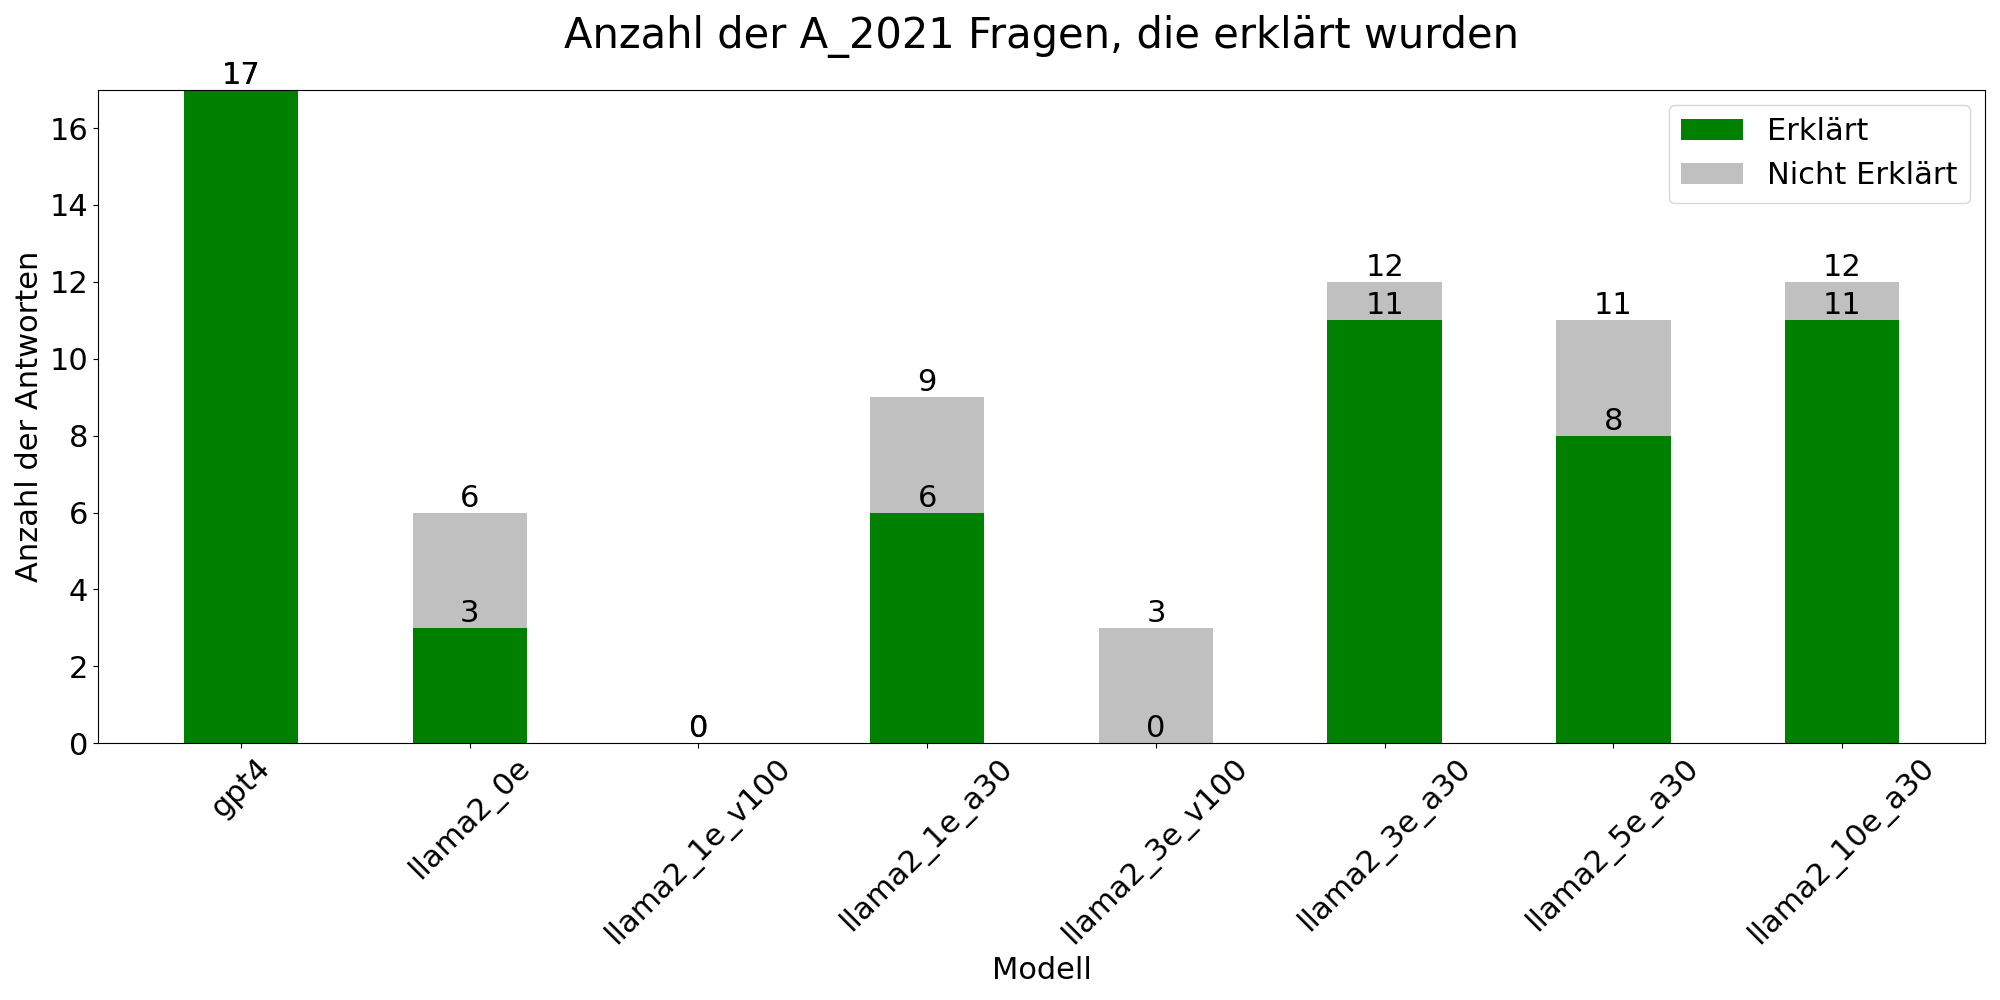 Anzahl der A_2021 Fragen, die erklärt wurden
17
16
14
12
10
8
6
4
2
0
Anzahl der Antworten
Erklärt
Nicht Erklärt
6
3
0
9
6
3
0
12
11
11
8
12
11
gpt4
llama2_0e
llama2_1e_v100
llama2_1e_a30
llama2_3e_v100
llama2_3e_a30
llama2_5e_a30
llama2_10e_a30
Modell